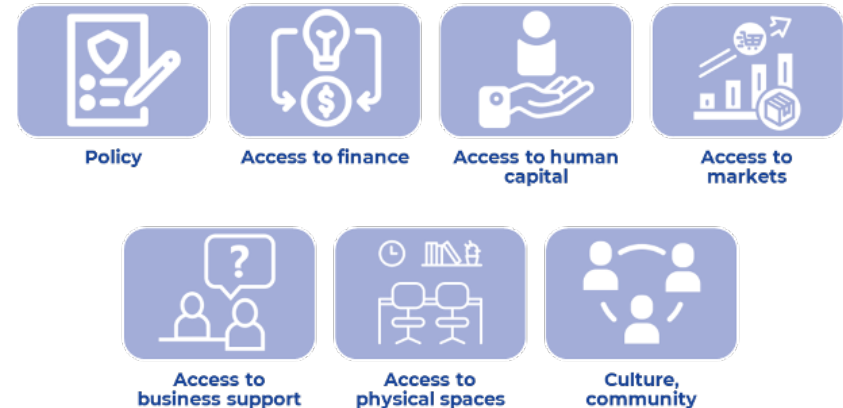 Policy
Access to finance
Access to human
capital
Access to
markets
?
$
Access to
business support
Access to
physical spaces
Culture,
community